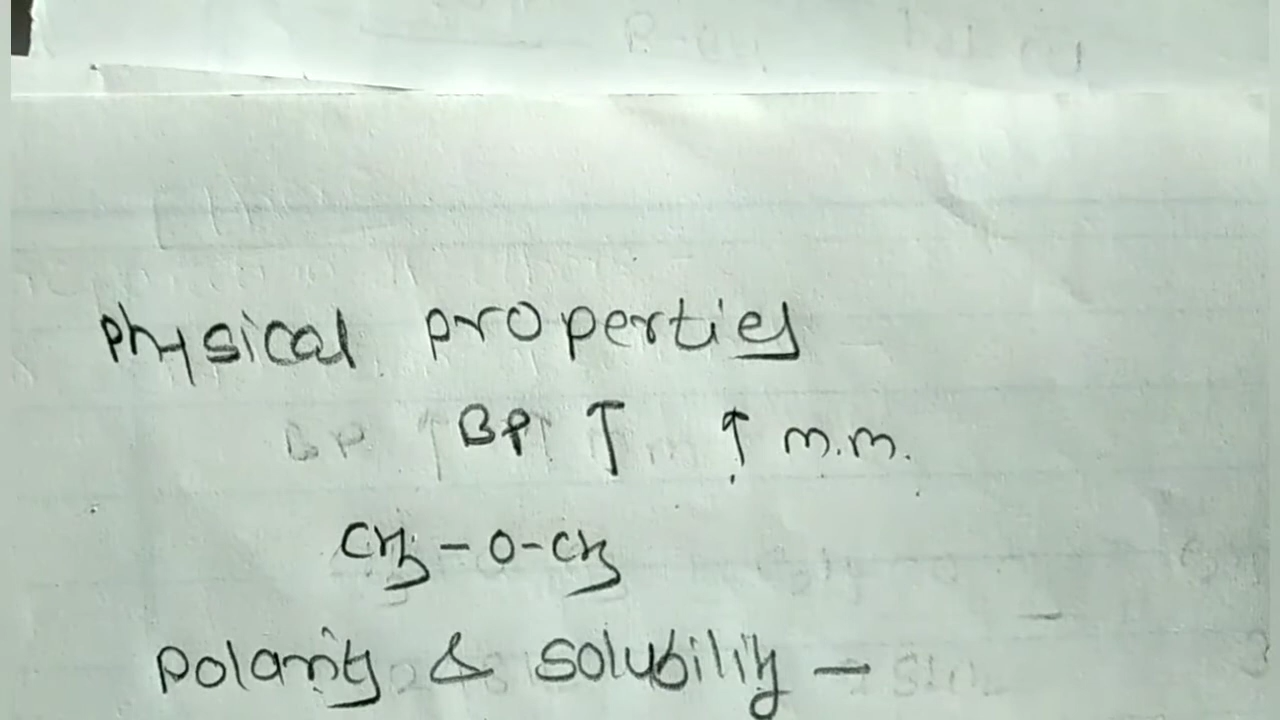 Physical properties
BP ↑ ↑ m.m.
CH3-O-CH3
Polarity & solubility -